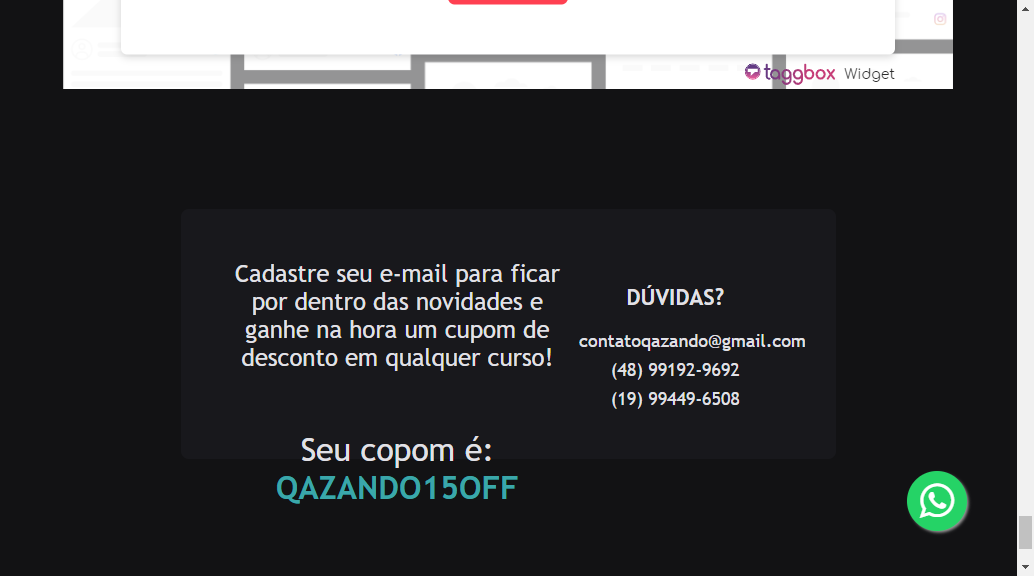 taggbox Widget
Cadastre seu e-mail para ficar
por dentro das novidades e
ganhe na hora um cupom de
desconto em qualquer curso!
Seu copom é:
QAZANDO15OFF
DÚVIDAS?
contatoqazando@gmail.com
(48) 99192-9692
(19) 99449-6508